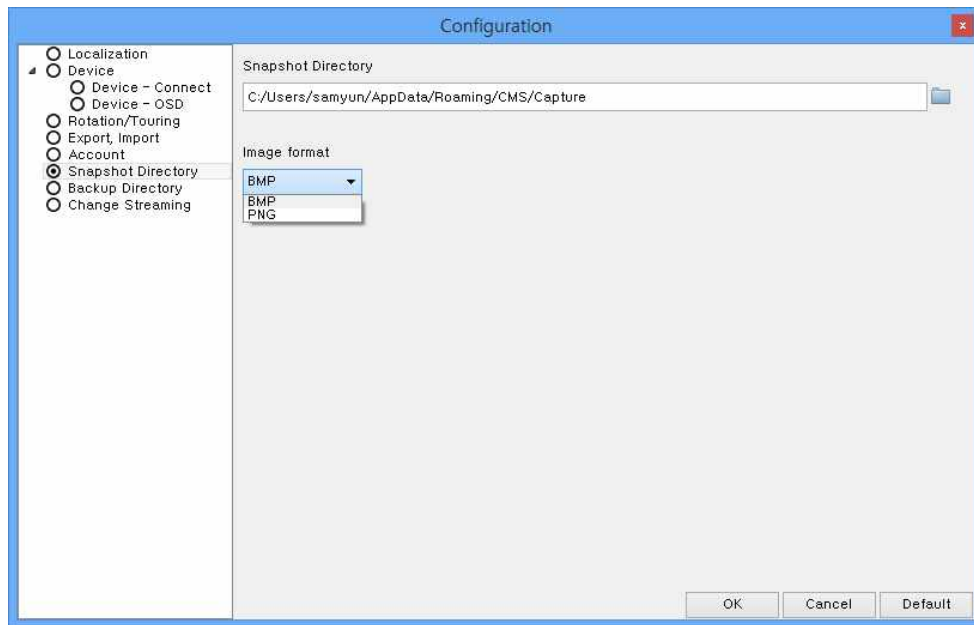 Configuration
x
Localization
Device
Device - Connect
Device - OSD
Rotation/Touring
Export, Import
Account
Snapshot Directory
Backup Directory
Change Streaming
Snapshot Directory
C:/Users/samyun/AppData/Roaming/CMS/Capture
Image format
BMP
BMP
PNG
OK
Cancel
Default